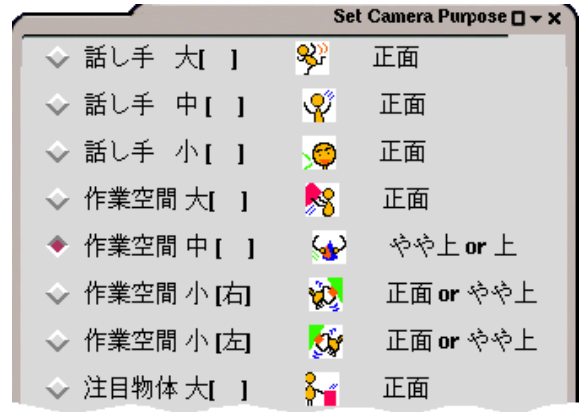 Set Camera Purpose
話し手 大[ ] 正面
話し手 中 [ ] 正面
話し手 小 [ ] 正面
作業空間 大[ ] 正面
作業空間 中 [ ] やや上 or 上
作業空間 小 [右] 正面 or やや上
作業空間 小 [左] 正面 or やや上
注目物体 大[ ] 正面